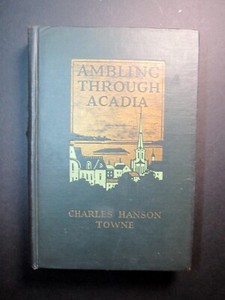 AMBLING
THROUGH
ACADIA
CHARLES HANSON
TOWNE